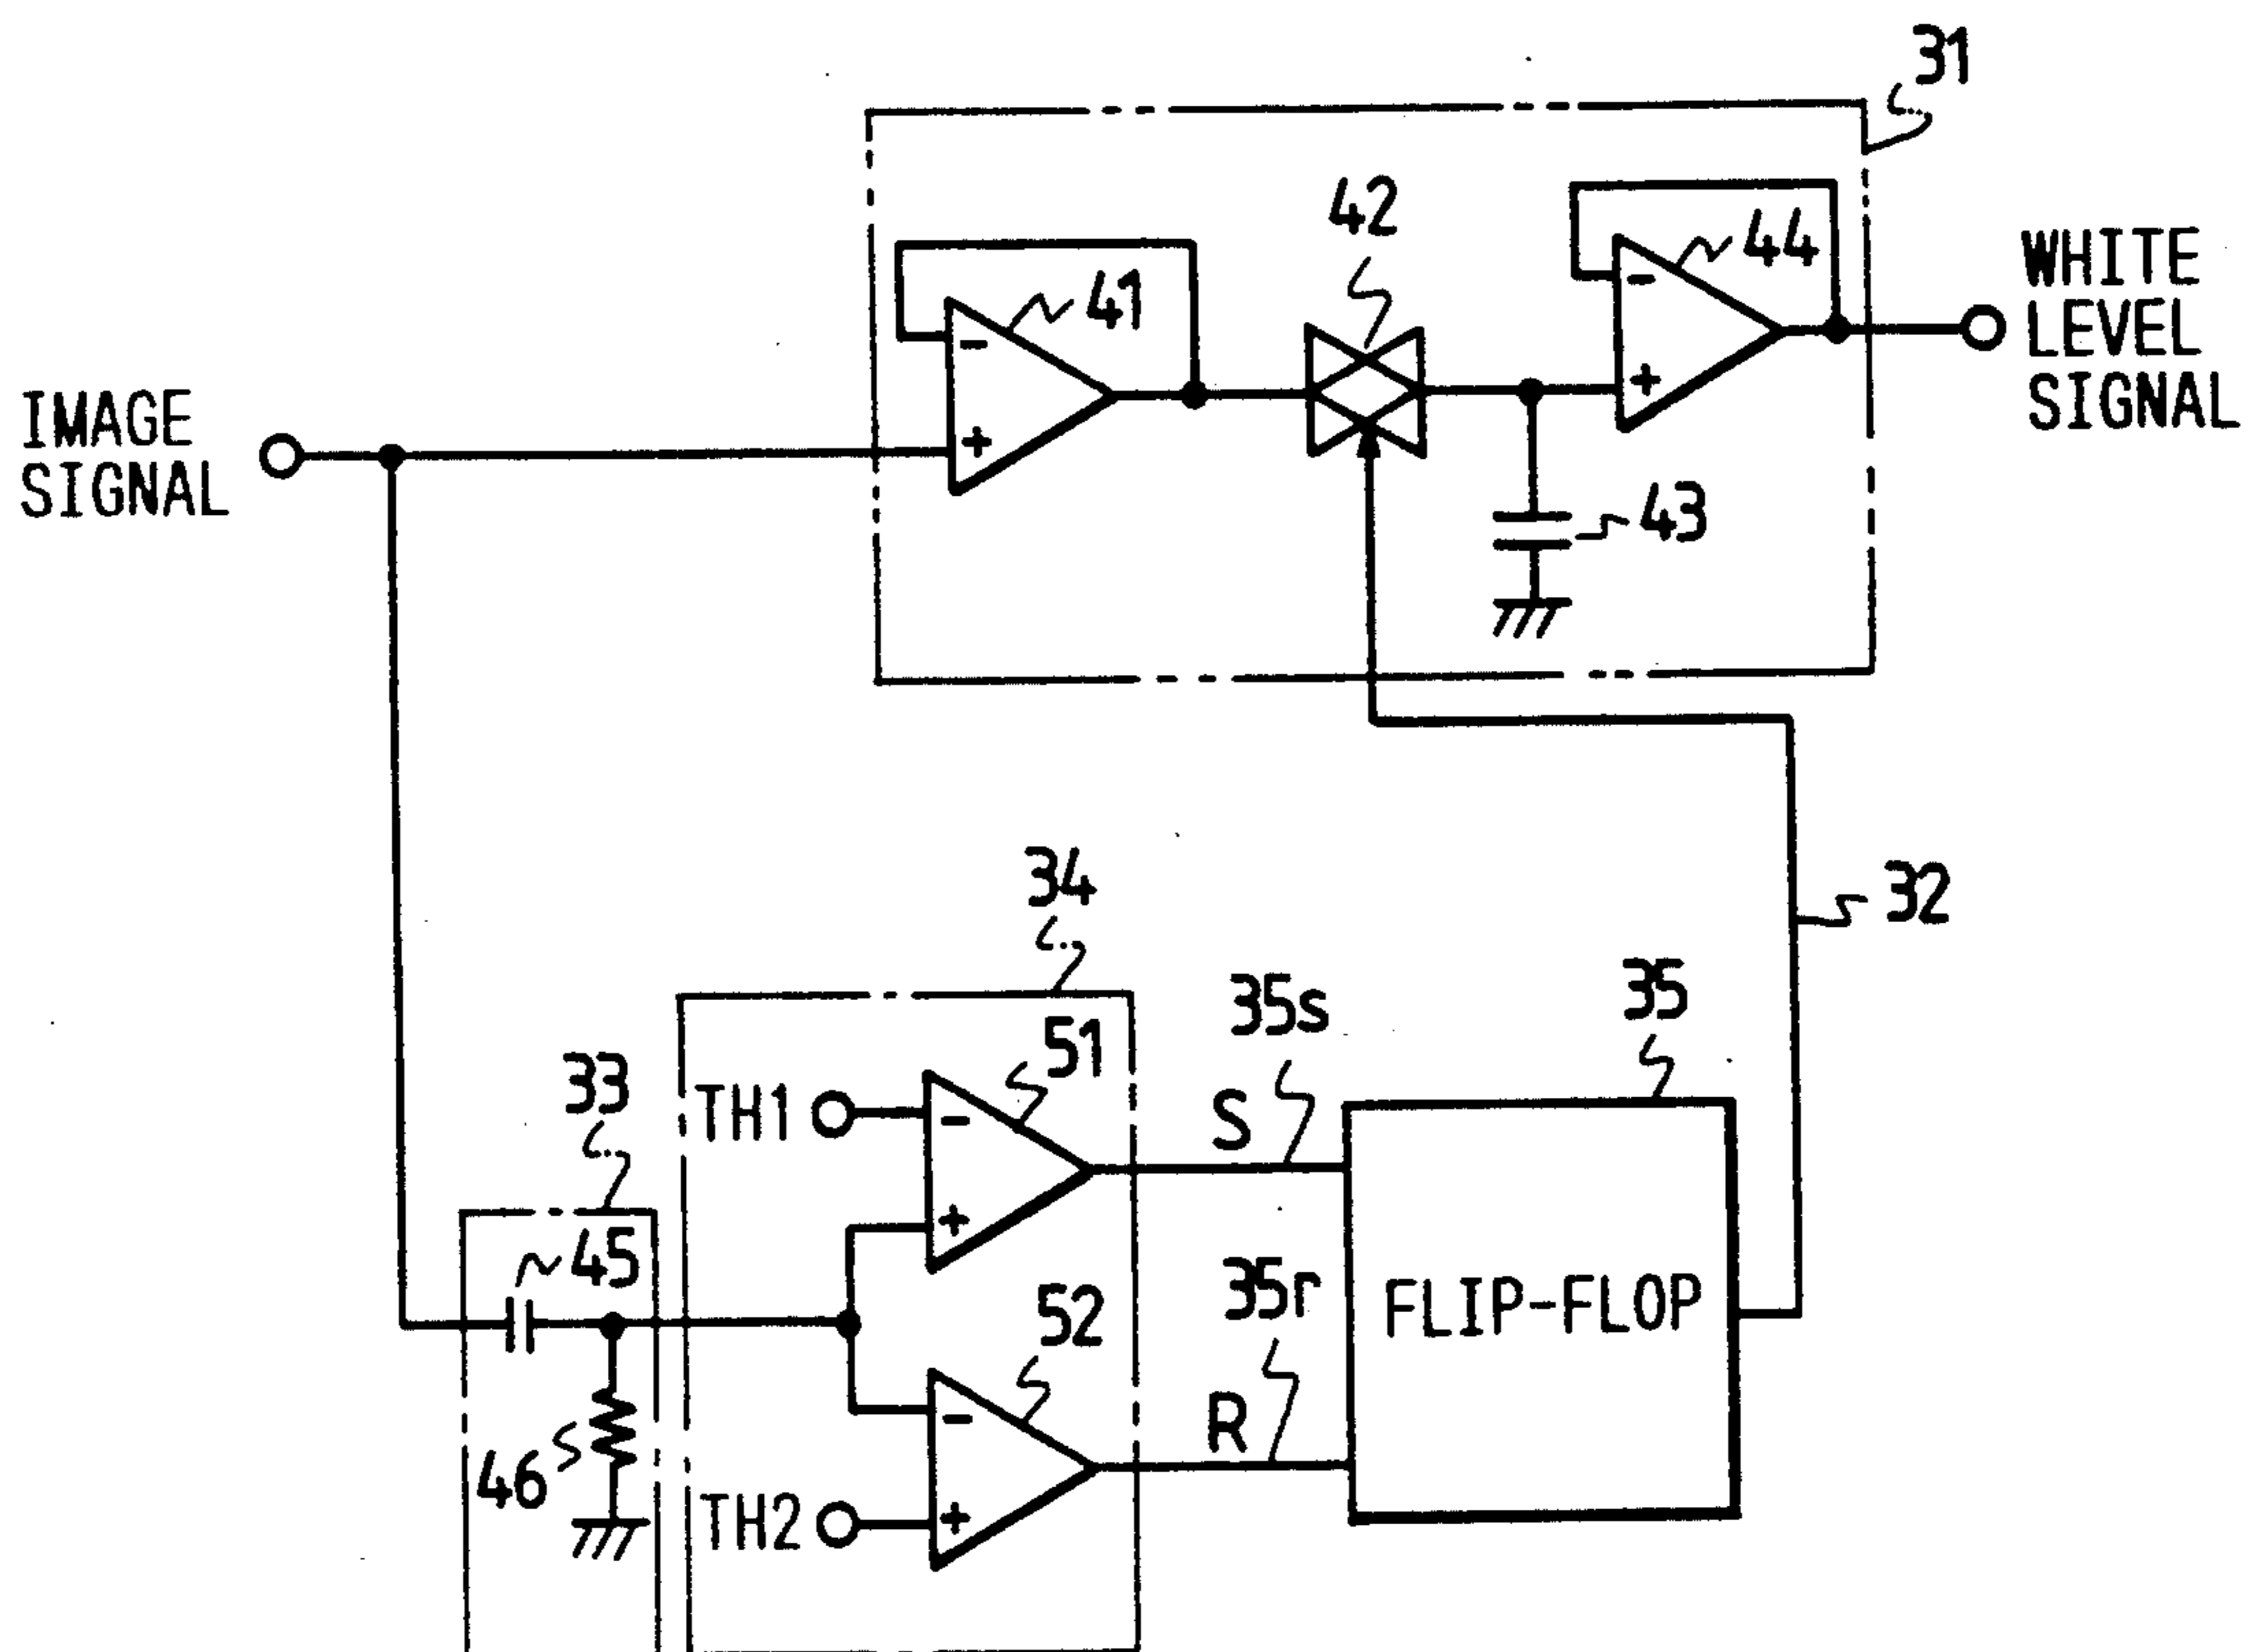 31
42
44
WHITE
LEVEL
SIGNAL
41
-
-
+
+
IMAGE
SIGNAL
43
34
32
35s
35
51
33
TH1
-
S
+
45
35r
FLIP-FLOP
52
-
R
46
TH2
+